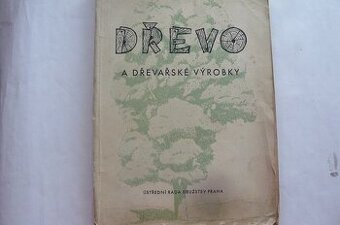 DŘEVO
A DŘEVAŘSKÉ VÝROBKY
ÚSTŘEDNÍ RADA DRUŽSTEV PRAHA